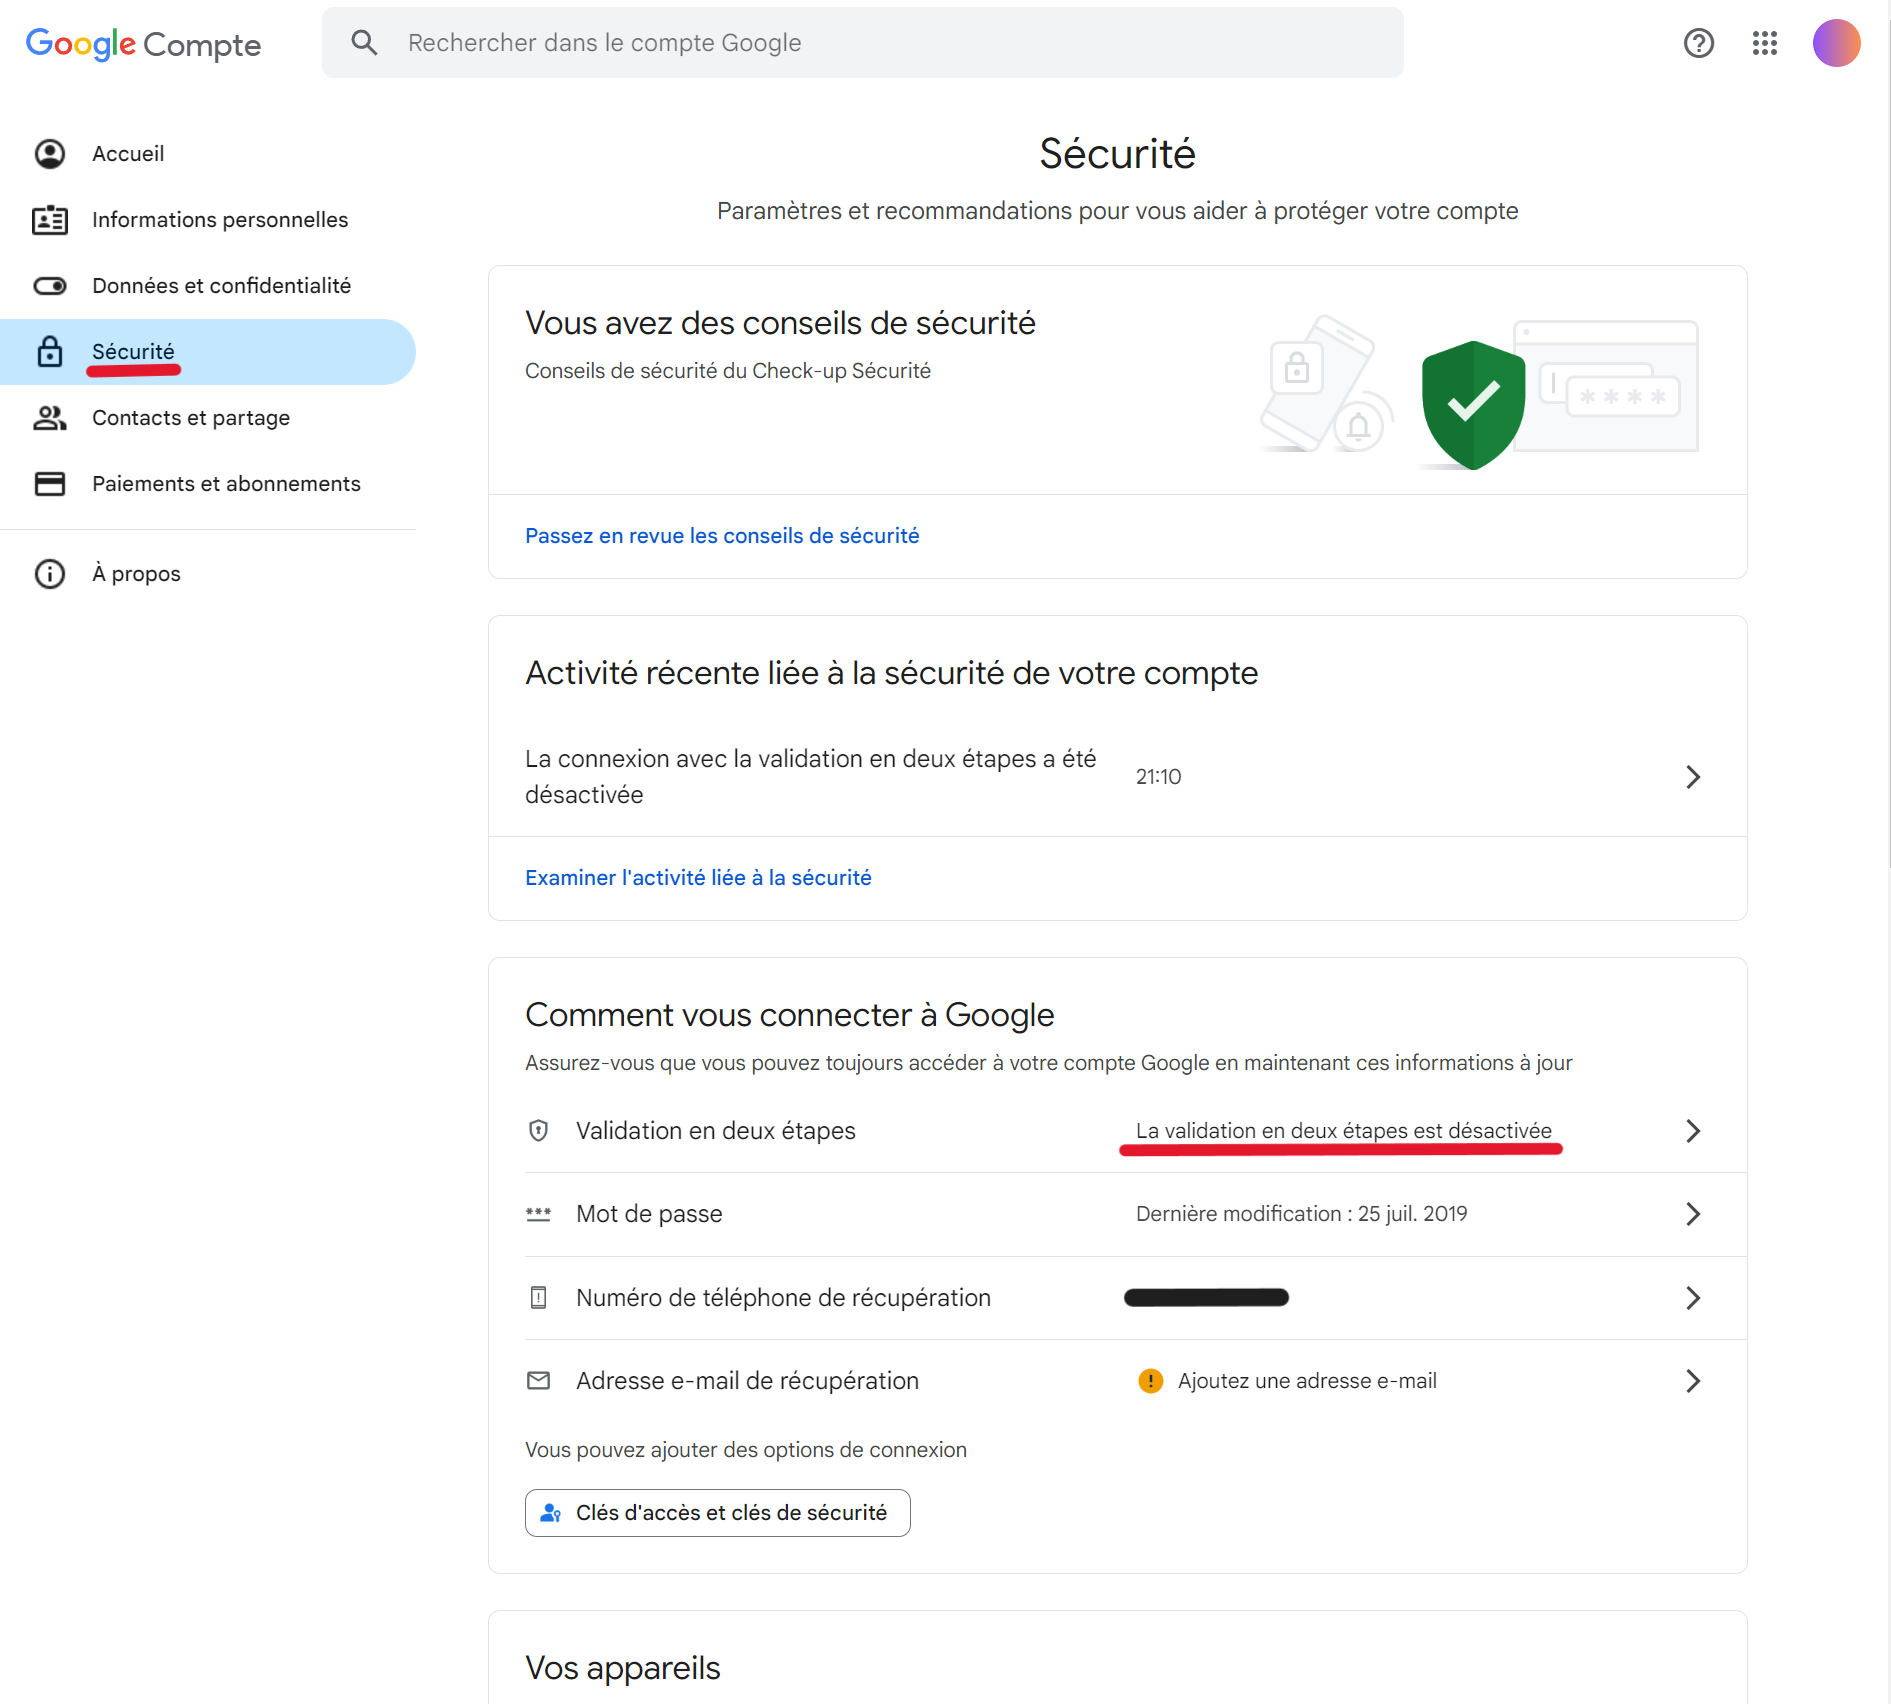 Google Compte
Rechercher dans le compte Google
Accueil
Informations personnelles
Données et confidentialité
Sécurité
Contacts et partage
Paiements et abonnements
À propos
Sécurité
Paramètres et recommandations pour vous aider à protéger votre compte
Vous avez des conseils de sécurité
Conseils de sécurité du Check-up Sécurité
Passez en revue les conseils de sécurité
Activité récente liée à la sécurité de votre compte
La connexion avec la validation en deux étapes a été
désactivée
21:10
Examiner l'activité liée à la sécurité
Comment vous connecter à Google
Assurez-vous que vous pouvez toujours accéder à votre compte Google en maintenant ces informations à jour
Validation en deux étapes
La validation en deux étapes est désactivée
Mot de passe
Dernière modification : 25 juil. 2019
Numéro de téléphone de récupération
Adresse e-mail de récupération
Ajoutez une adresse e-mail
Vous pouvez ajouter des options de connexion
Clés d'accès et clés de sécurité
Vos appareils